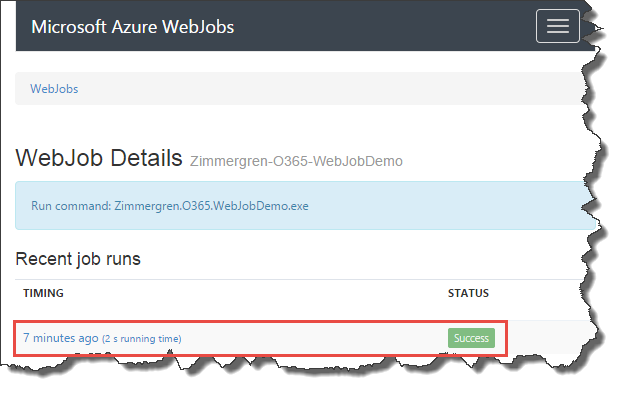 Microsoft Azure WebJobs
WebJobs
WebJob Details Zimmergren-O365-WebJobDemo
Run command: Zimmergren.O365.WebJobDemo.exe
Recent job runs
TIMING STATUS
7 minutes ago (2 s running time) Success